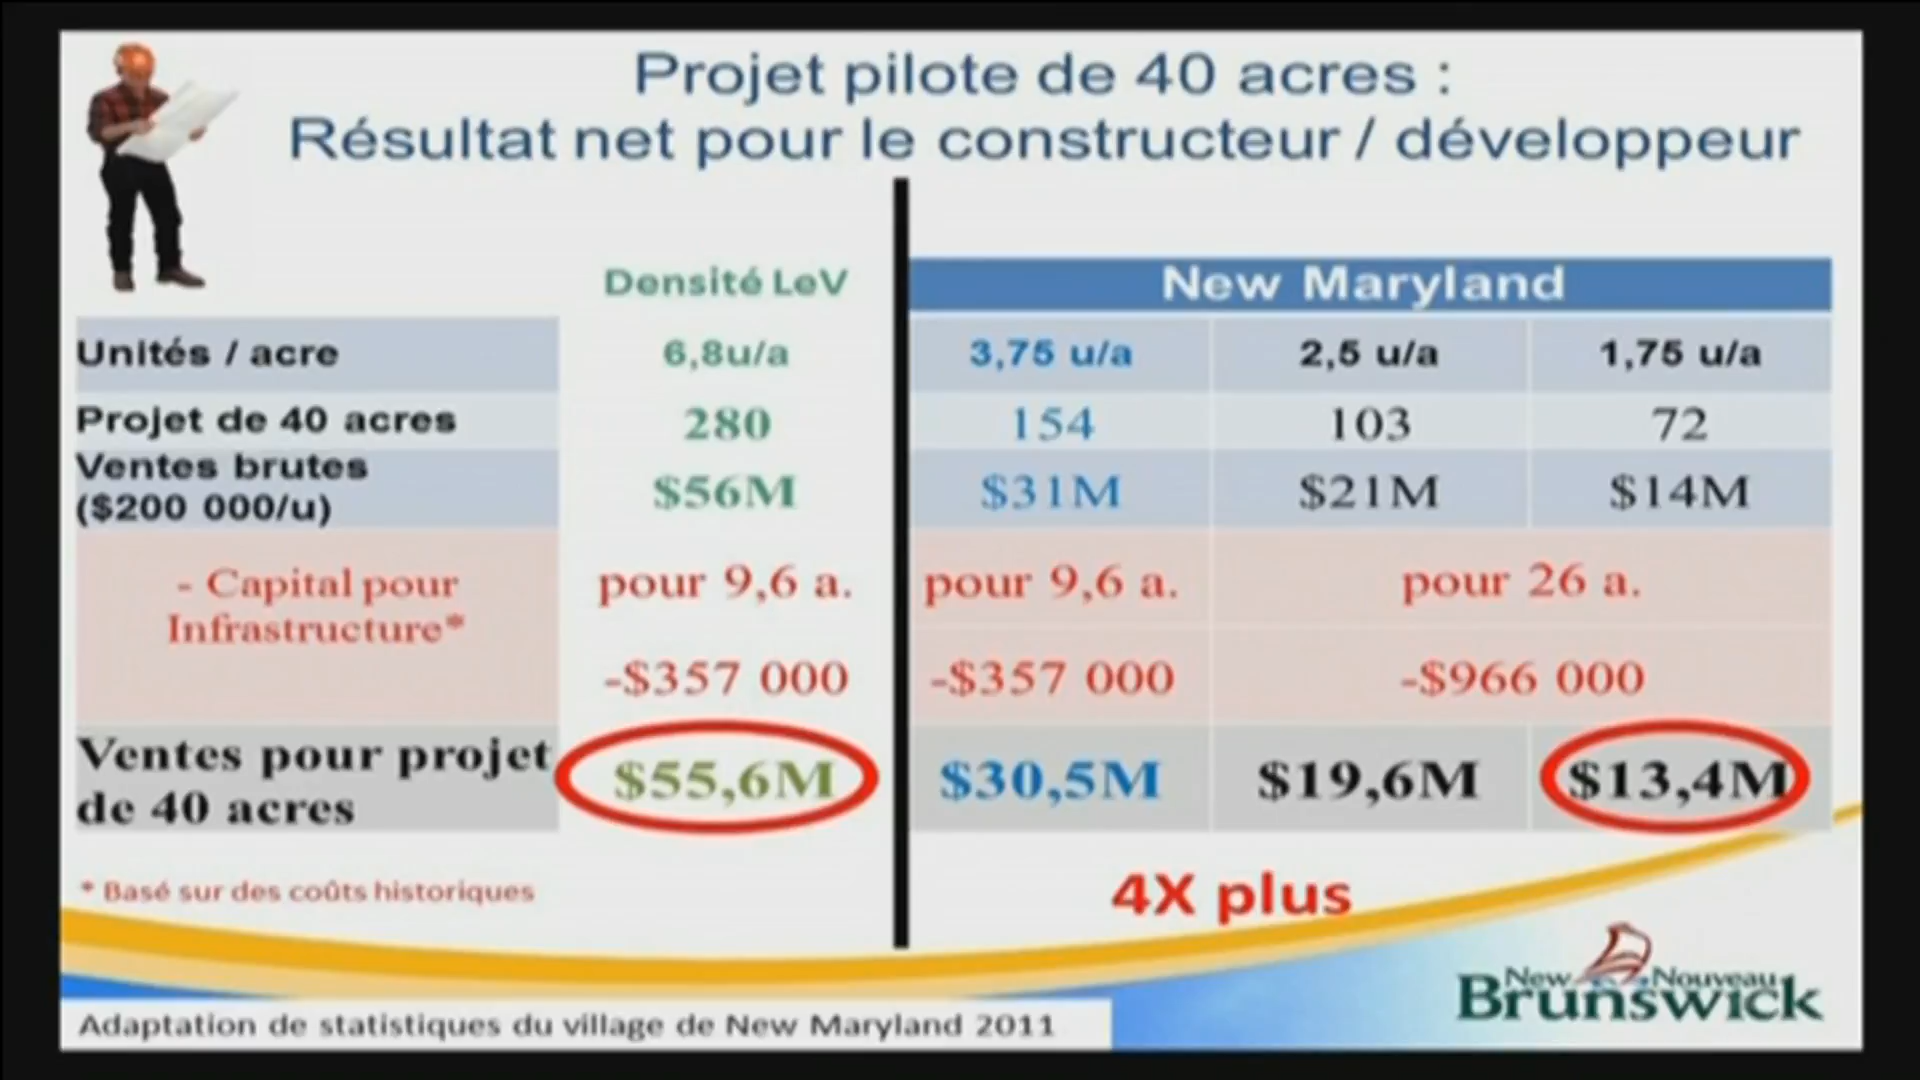 Projet pilote de 40 acres :
Résultat net pour le constructeur / développeur
Densité LeV
New Maryland
Unités / acre
6,8u/a
3,75 u/a
2,5 u/a
1,75 u/a
Projet de 40 acres
280
154
103
72
Ventes brutes
($200 000/u)
$56M
$31M
$21M
$14M
- Capital pour
Infrastructure*
pour 9,6 a.
pour 9,6 a.
pour 26 a.
-$357 000
-$357 000
-$966 000
Ventes pour projet
de 40 acres
$55,6M
$30,5M
$19,6M
$13,4M
* Basé sur des coûts historiques
4X plus
New Nouveau
Brunswick
Adaptation de statistiques du village de New Maryland 2011